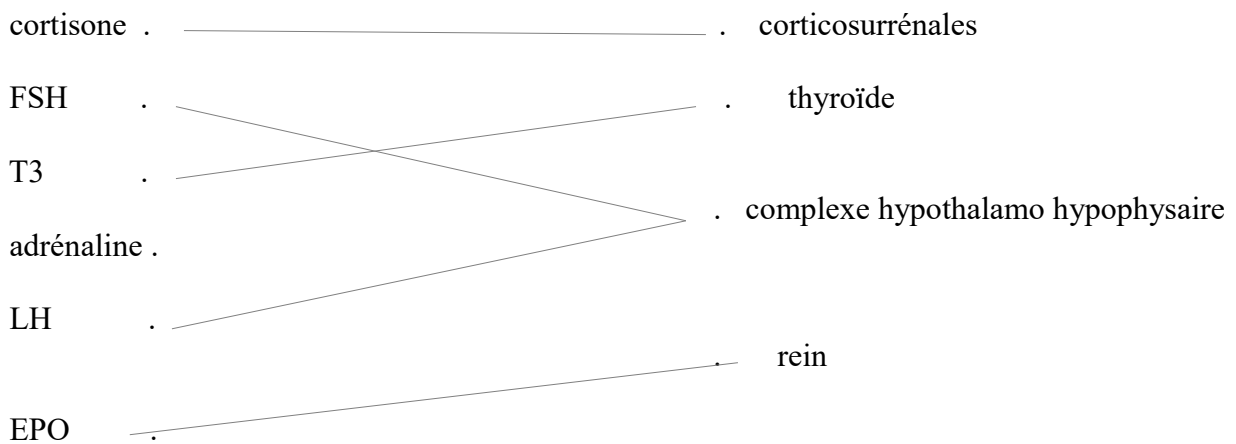 cortisone . . corticosurrénales
FSH . . thyroïde
T3 .
. complexe hypothalamo hypophysaire
adrénaline .
LH .
. rein
EPO .